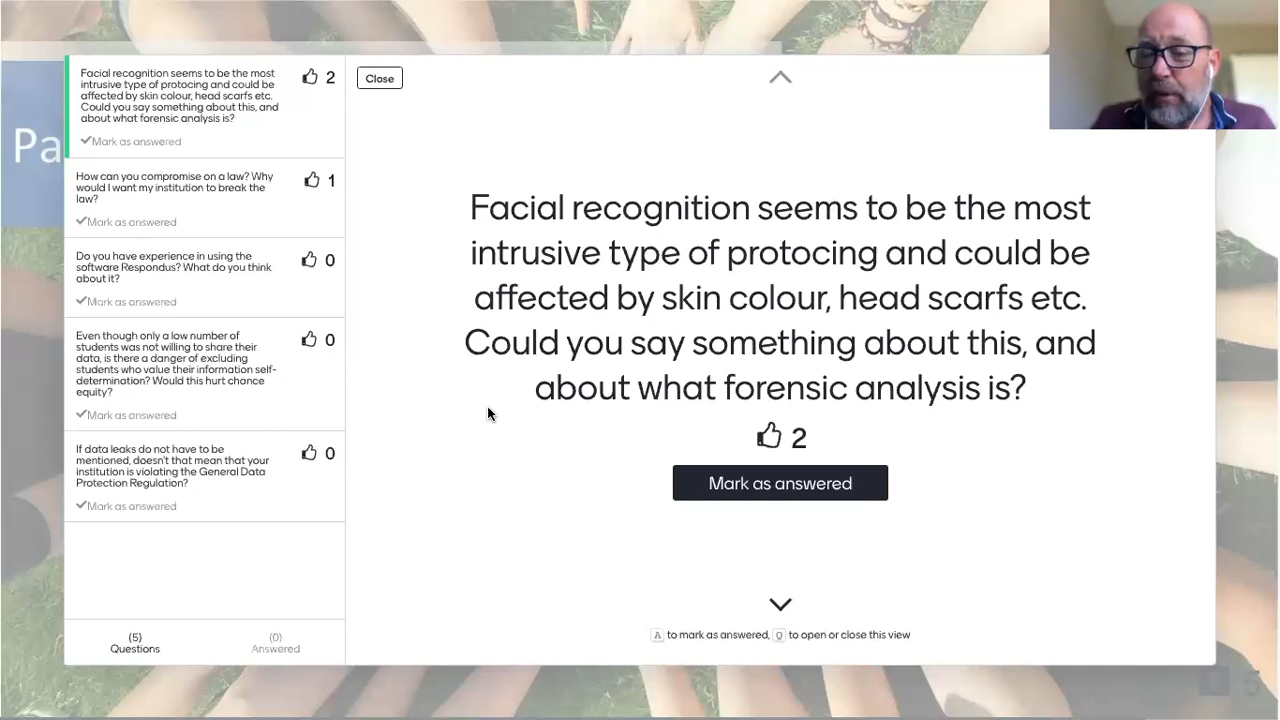 Pa
Facial recognition seems to be the most
intrusive type of protocing and could be
affected by skin colour, head scarfs etc.
Could you say something about this, and
about what forensic analysis is?
2
Mark as answered
How can you compromise on a law? Why
would I want my institution to break the
law?
1
Mark as answered
Do you have experience in using the
software Respondus? What do you think
about it?
0
Mark as answered
Even though only a low number of
students was not willing to share their
data, is there a danger of excluding
students who value their information self-
determination? Would this hurt chance
equity?
0
Mark as answered
If data leaks do not have to be
mentioned, doesn't that mean that your
institution is violating the General Data
Protection Regulation?
0
Mark as answered
(5)
Questions
(0)
Answered
Close
Facial recognition seems to be the most
intrusive type of protocing and could be
affected by skin colour, head scarfs etc.
Could you say something about this, and
about what forensic analysis is?
2
Mark as answered
A to mark as answered, Q to open or close this view
5